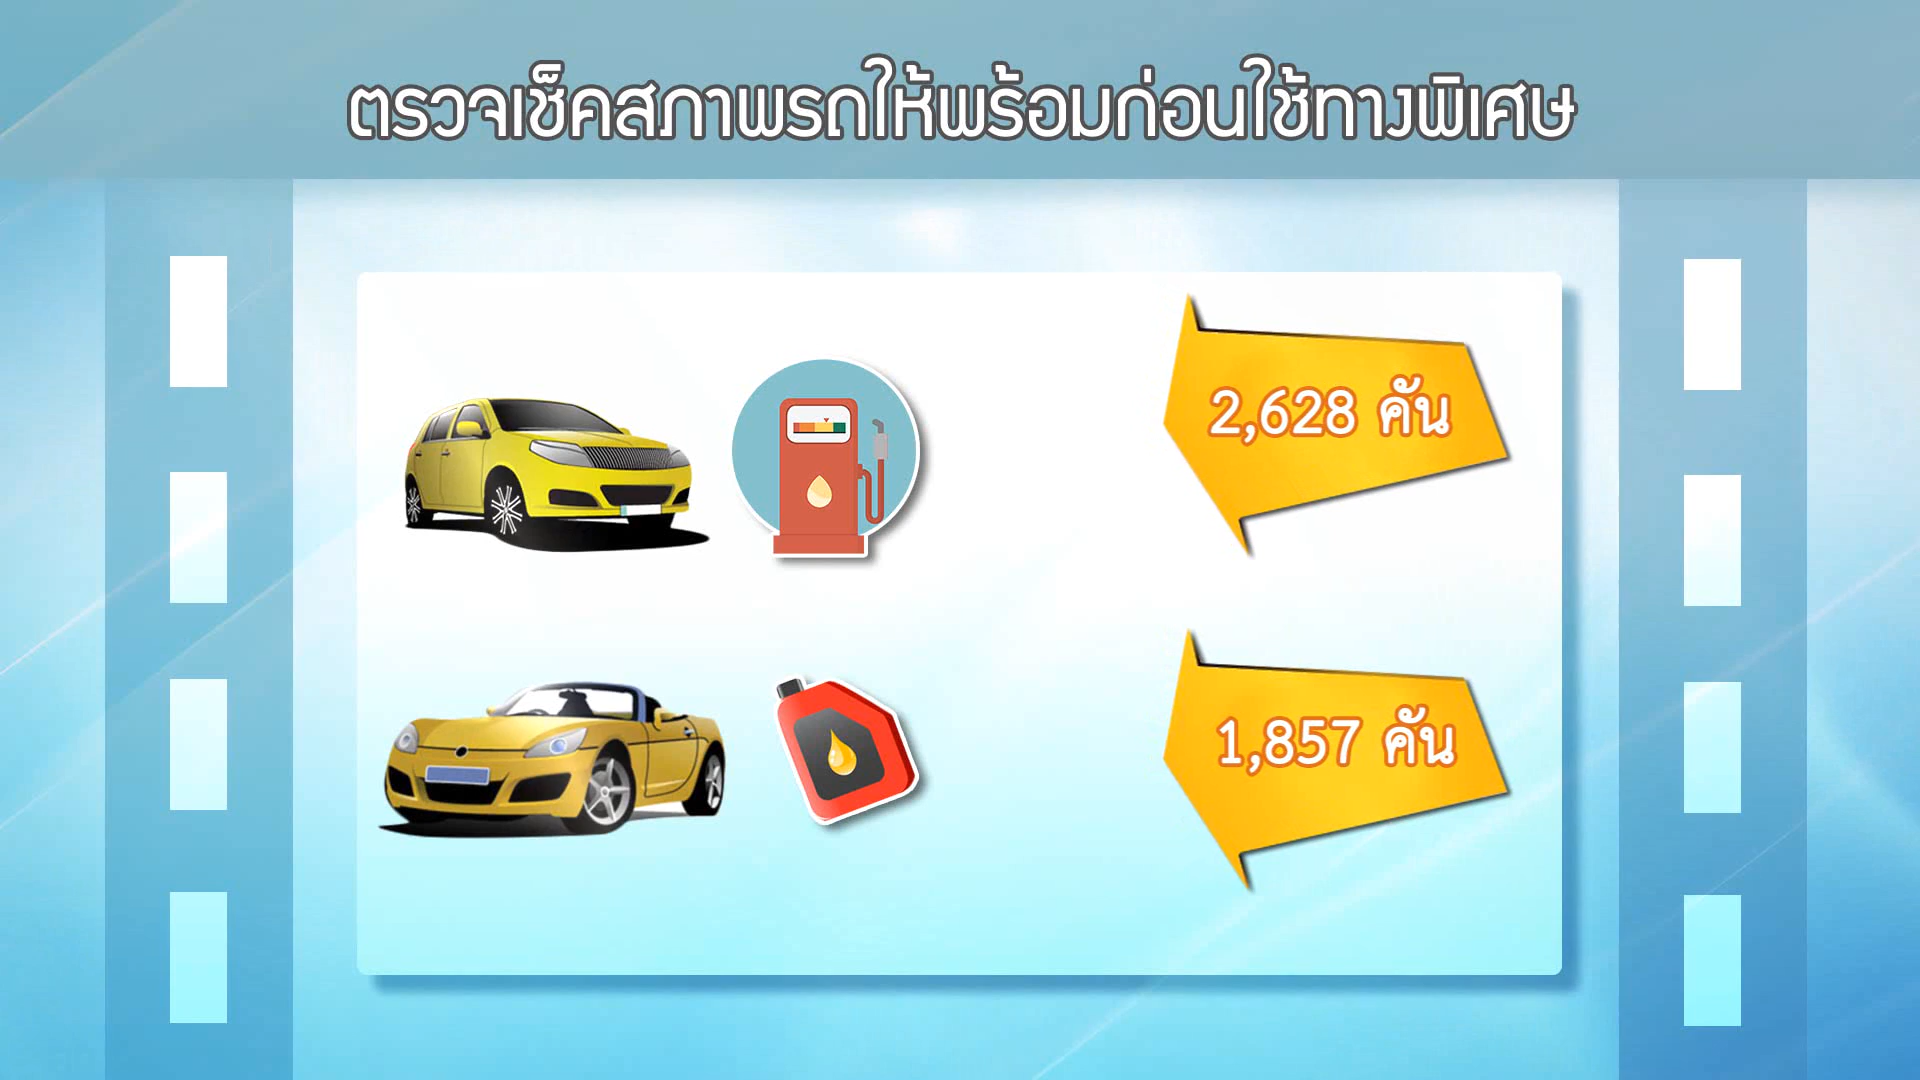 ตรวจเช็คสภาพรถให้พร้อมก่อนใช้ทางพิเศษ
2,628 คัน
1,857 คัน